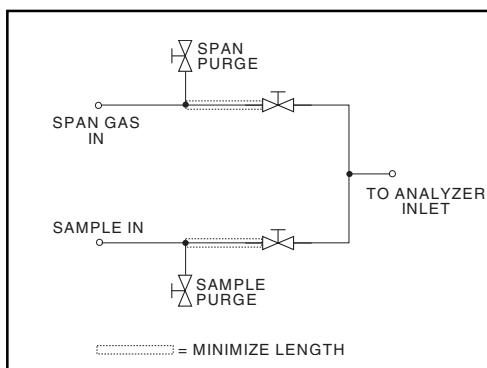 SPAN
PURGE
SPAN GAS
IN
TO ANALYZER
INLET
SAMPLE IN
SAMPLE
PURGE
= MINIMIZE LENGTH